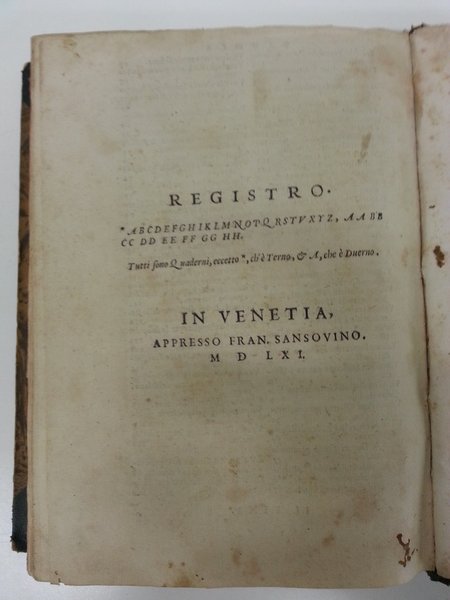 REGISTRO.
* ABCDEFGHIKLMNOPQRSTVXYZ, AA BB
CC DD EE FF GG HH.
Tutti sono Quaderni, eccetto *, ch'è Terno, & A, che è Duerno.
IN VENETIA,
APPRESSO FRAN. SANSOVINO.
M D LXI.